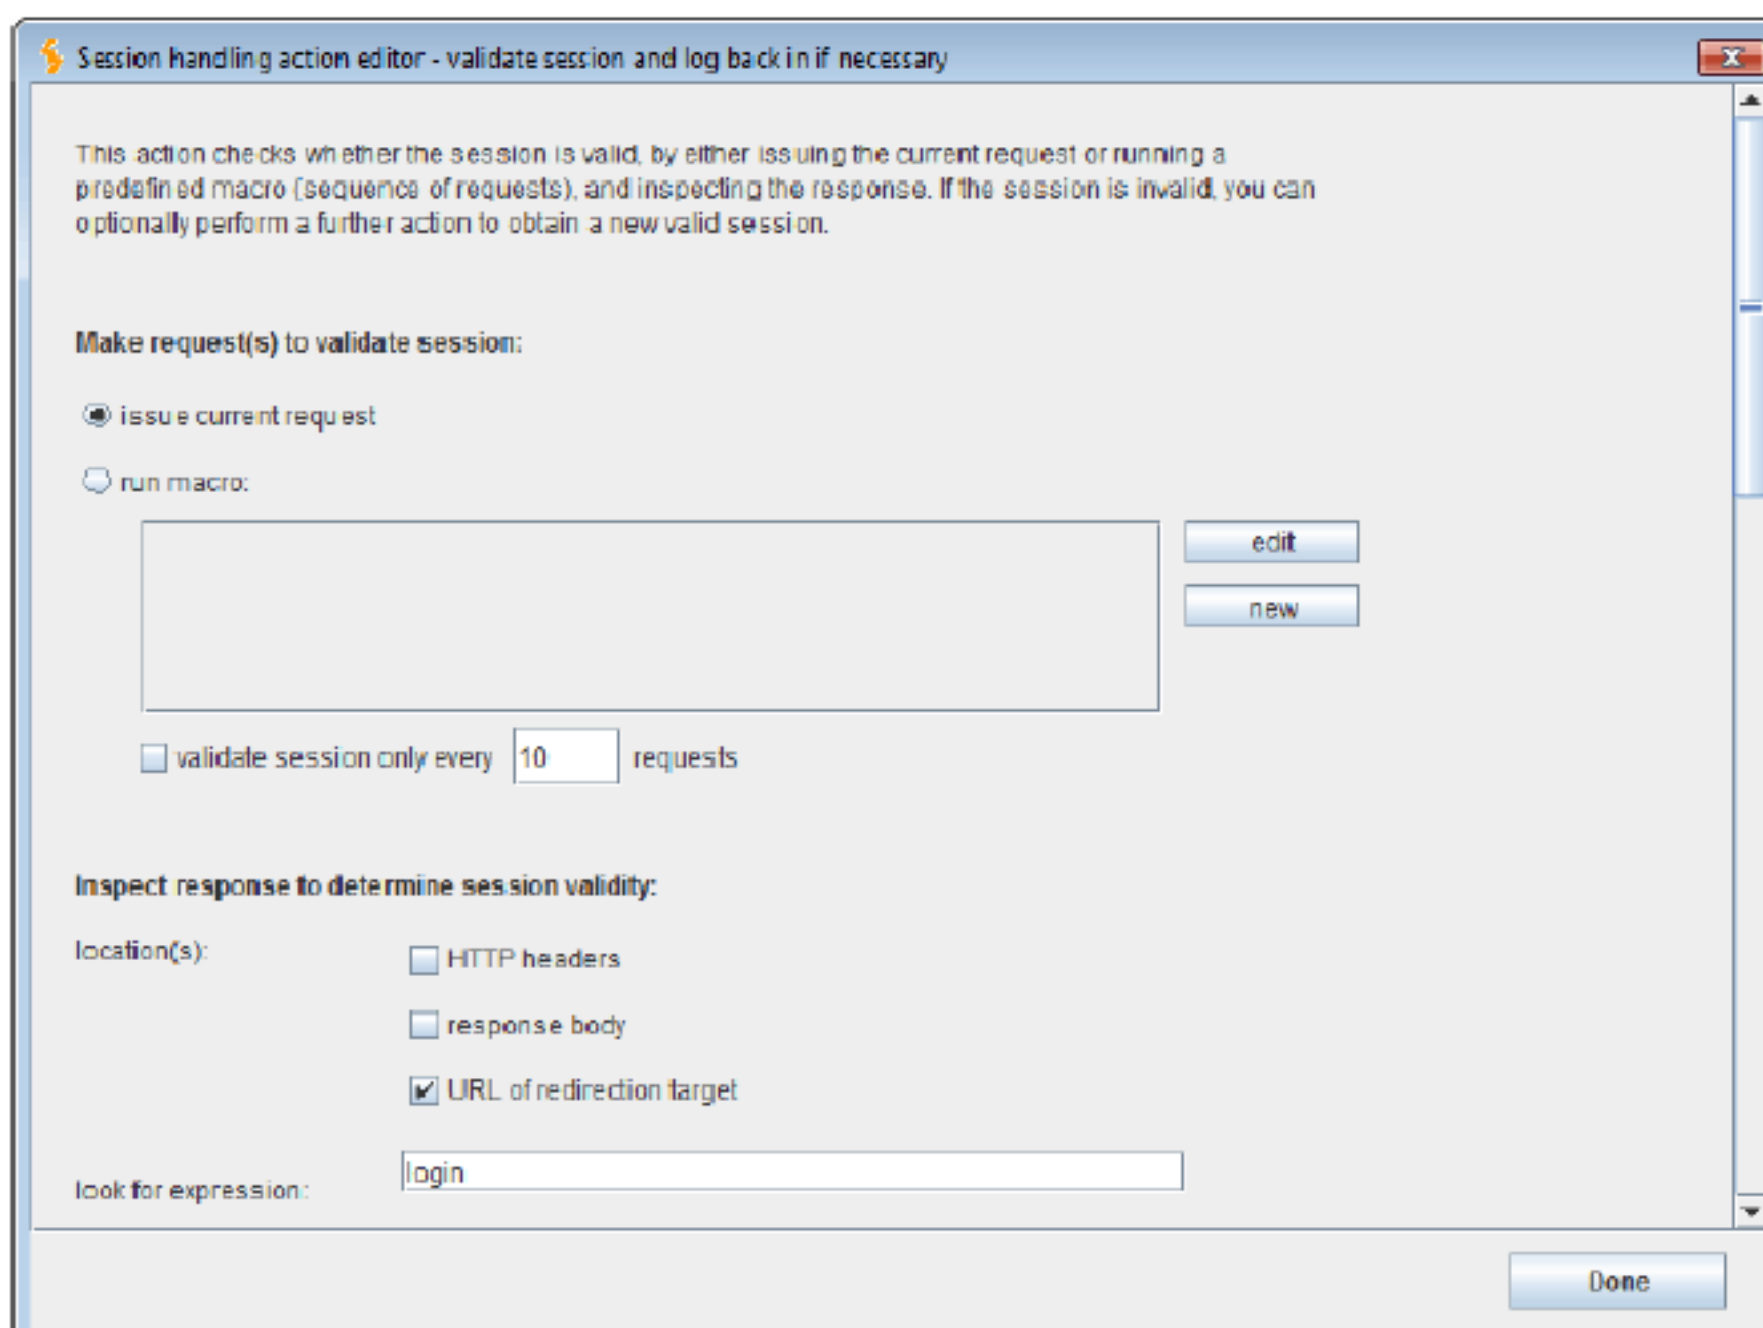 Session handling action editor - validate session and log back in if necessary
This action checks whether the session is valid, by either issuing the current request or running a
predefined macro (sequence of requests), and inspecting the response. If the session is invalid, you can
optionally perform a further action to obtain a new valid session.
Make request(s) to validate session:
issue current request
run macro:
edit
new
validate session only every 10 requests
Inspect response to determine session validity:
location(s): HTTP headers
response body
URL of redirection target
look for expression: login
Done